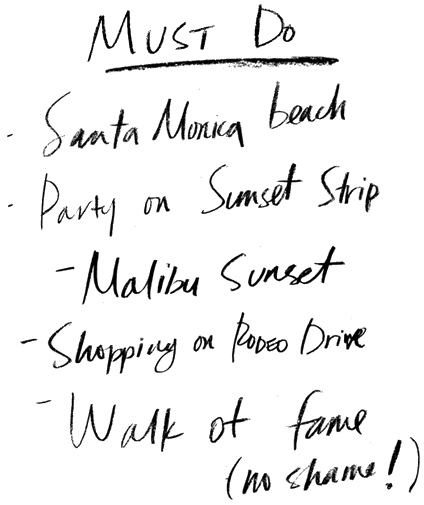 MUST DO
- Santa Monica beach
- Party on Sunset Strip
- Malibu Sunset
- Shopping on RODEO Drive
- Walk of fame
(no shame!)